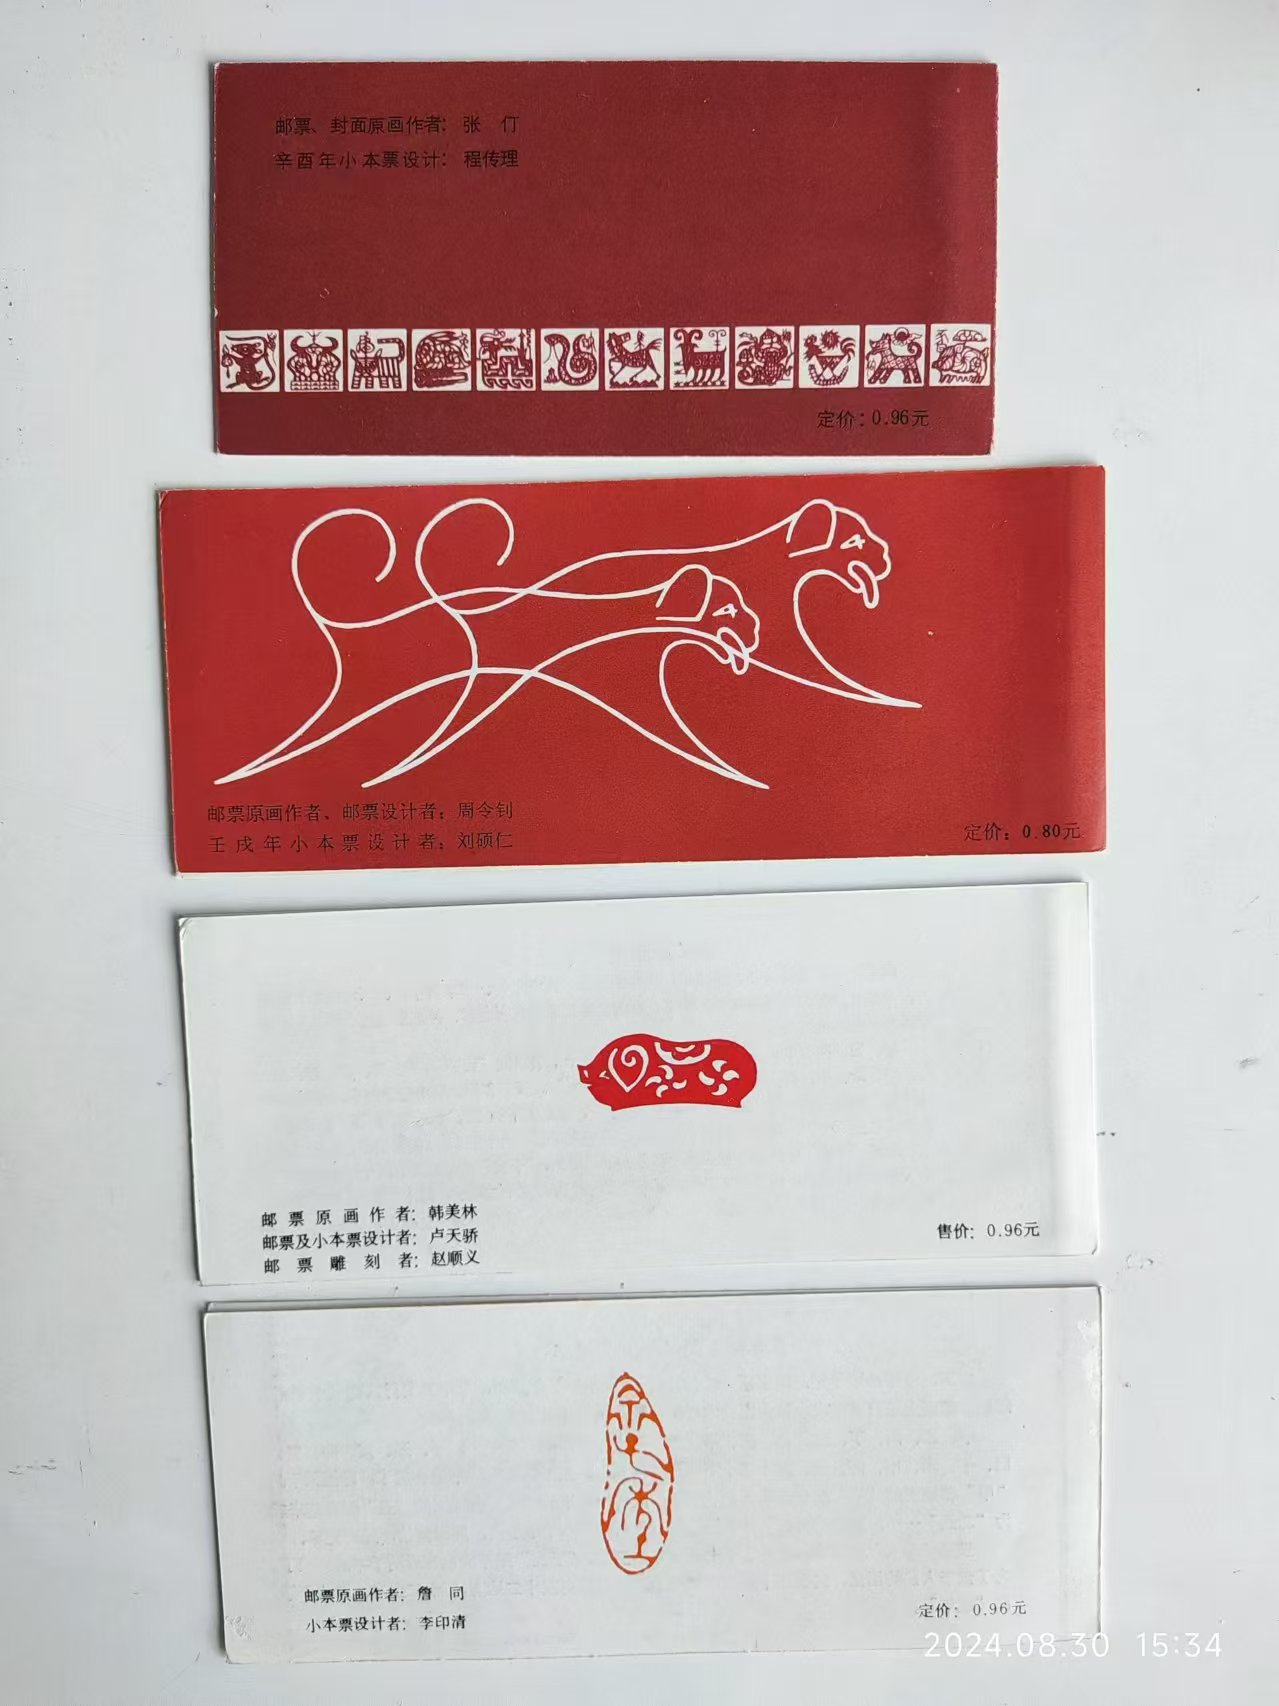 邮票、封面原画作者：张 仃
辛酉年小本票设计：程传理
定价：0.96元
邮票原画作者、邮票设计者：周令钊
壬戌年小本票设计者：刘硕仁
定价：0.80元
邮票原画作者：韩美林
邮票及小本票设计者：卢天骄
邮票雕刻者：赵顺义
售价：0.96元
邮票原画作者：詹 同
小本票设计者：李印清
定价：0.96元
2024.08.30 15:34